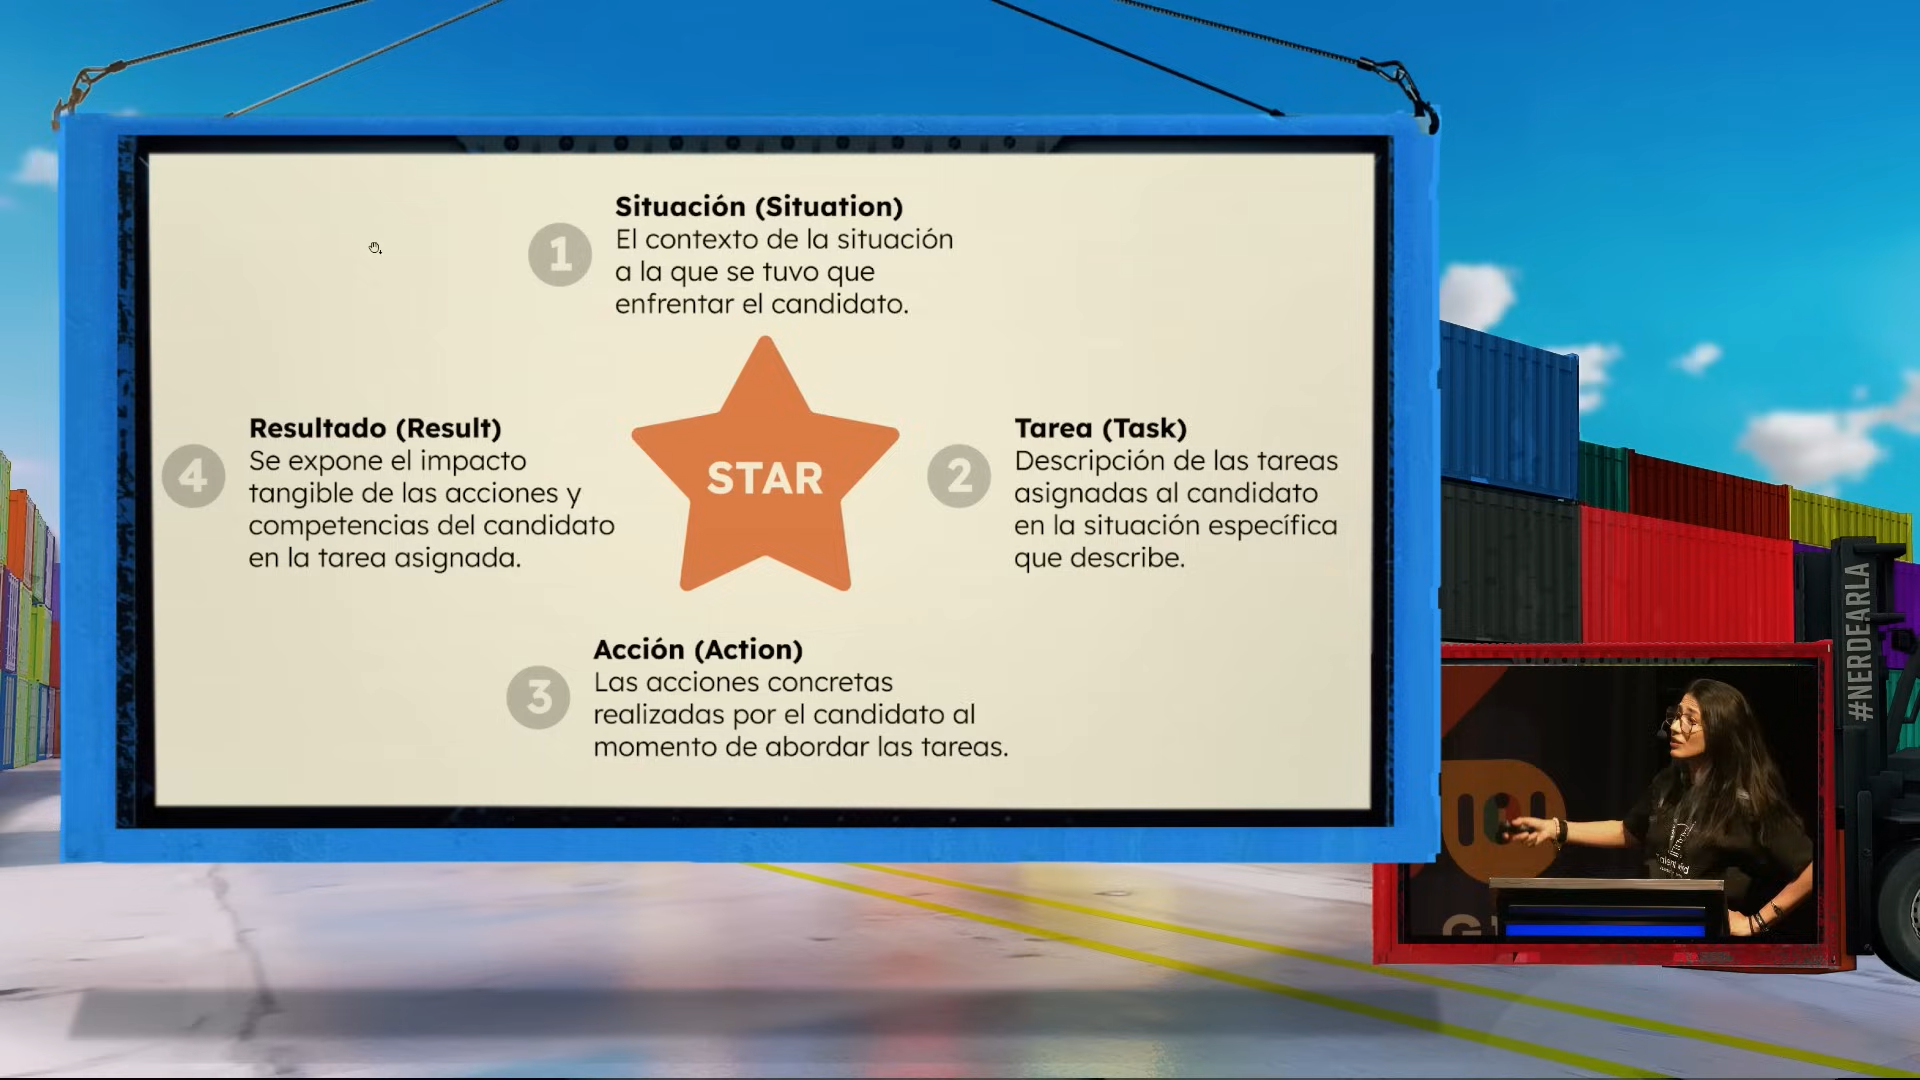 Situación (Situation)
1
El contexto de la situación
a la que se tuvo que
enfrentar el candidato.
STAR
Tarea (Task)
2
Descripción de las tareas
asignadas al candidato
en la situación específica
que describe.
Acción (Action)
3
Las acciones concretas
realizadas por el candidato al
momento de abordar las tareas.
Resultado (Result)
4
Se expone el impacto
tangible de las acciones y
competencias del candidato
en la tarea asignada.
#NERDEARLA